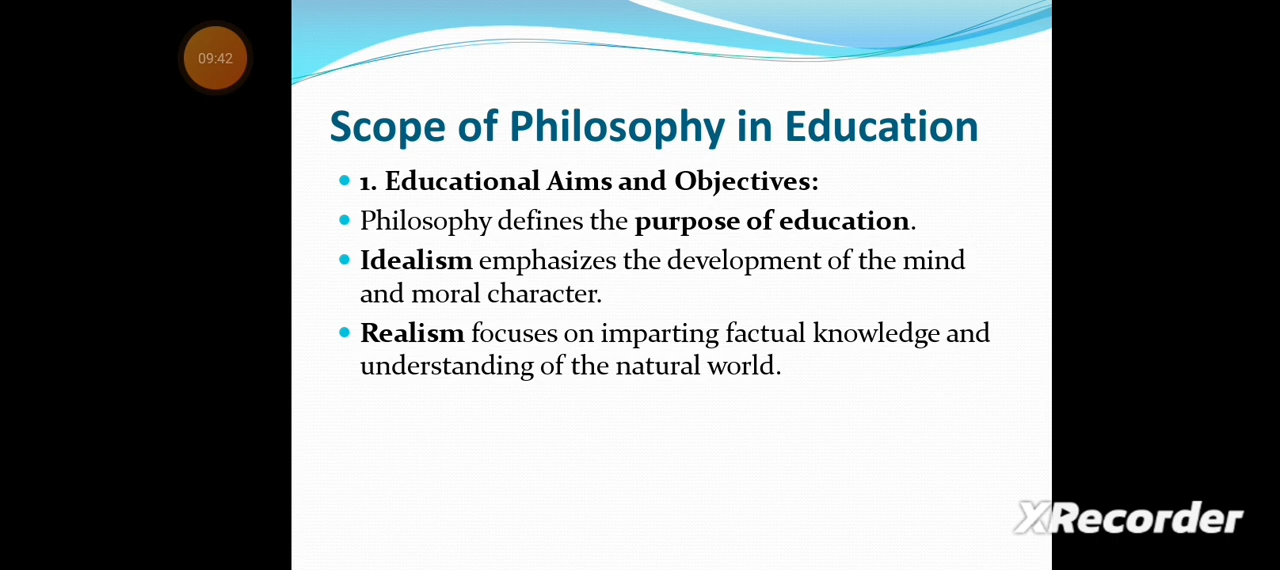 09:42
Scope of Philosophy in Education
1. Educational Aims and Objectives:
Philosophy defines the purpose of education.
Idealism emphasizes the development of the mind
and moral character.
Realism focuses on imparting factual knowledge and
understanding of the natural world.
XRecorder